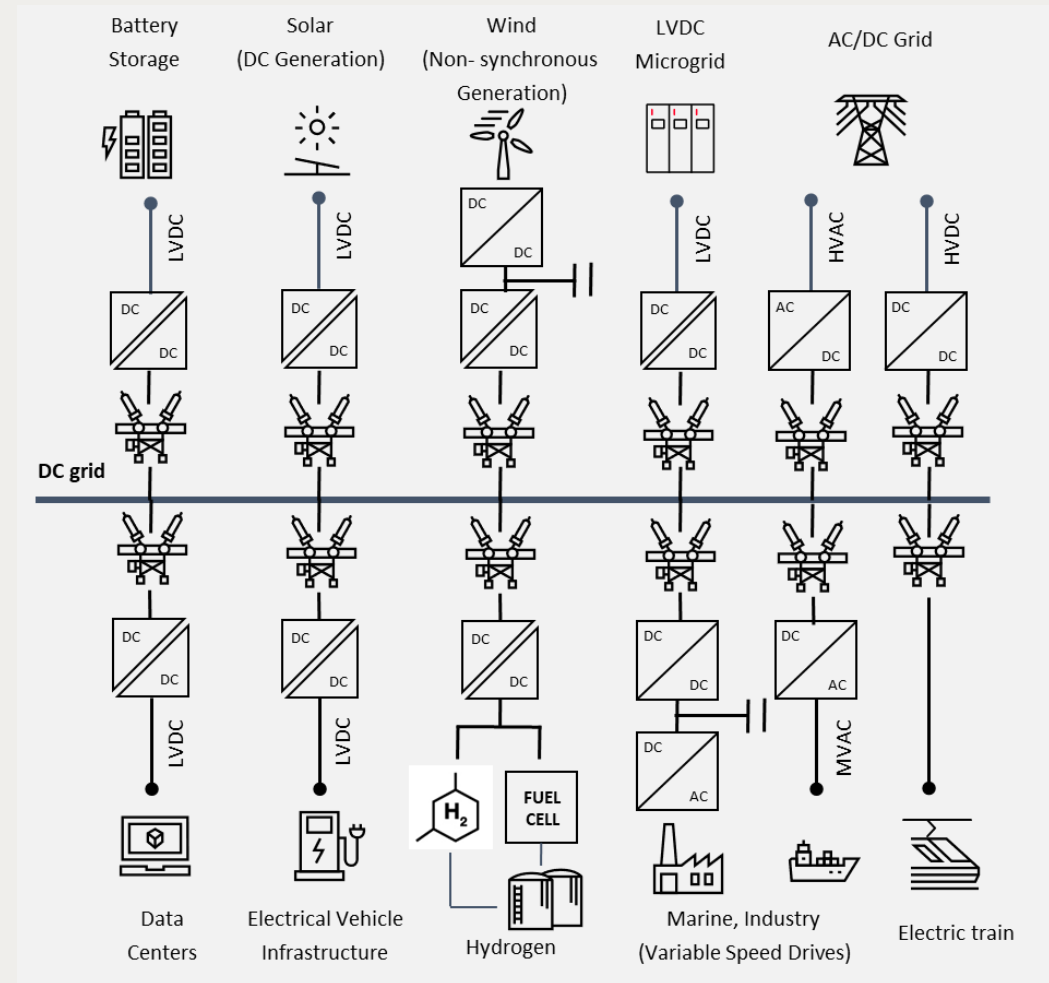 Battery
Storage
Solar
(DC Generation)
Wind
(Non- synchronous
Generation)
LVDC
Microgrid
AC/DC Grid
LVDC
LVDC
DC
DC
LVDC
HVAC
HVDC
DC
DC
DC
DC
DC
DC
DC
DC
AC
DC
DC
DC
DC grid
DC
DC
DC
DC
DC
DC
DC
DC
DC
AC
LVDC
LVDC
MVAC
DC
AC
H2
FUEL
CELL
Data
Centers
Electrical Vehicle
Infrastructure
Hydrogen
Marine, Industry
(Variable Speed Drives)
Electric train